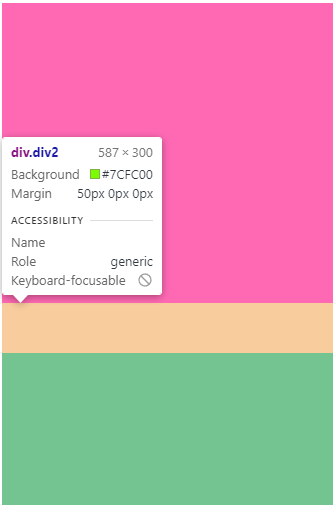 div.div2 587 × 300
Background #7CFC00
Margin 50px 0px 0px
ACCESSIBILITY
Name
Role generic
Keyboard-focusable